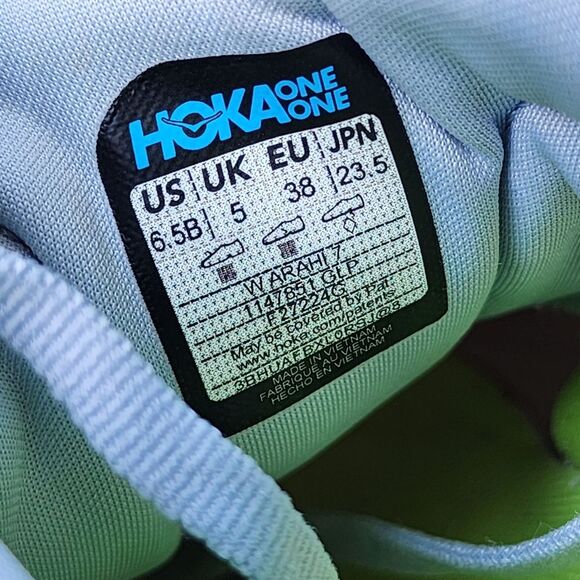 HOKA ONE ONE
US UK EU JPN
6.5B 5 38 23.5
W ARAHI 7
1147851 GLP
F27224G
May be covered by Pat.
www.hoka.com/patents
MADE IN VIETNAM
FABRIQUE AU VIETNAM
HECHO EN VIETNAM